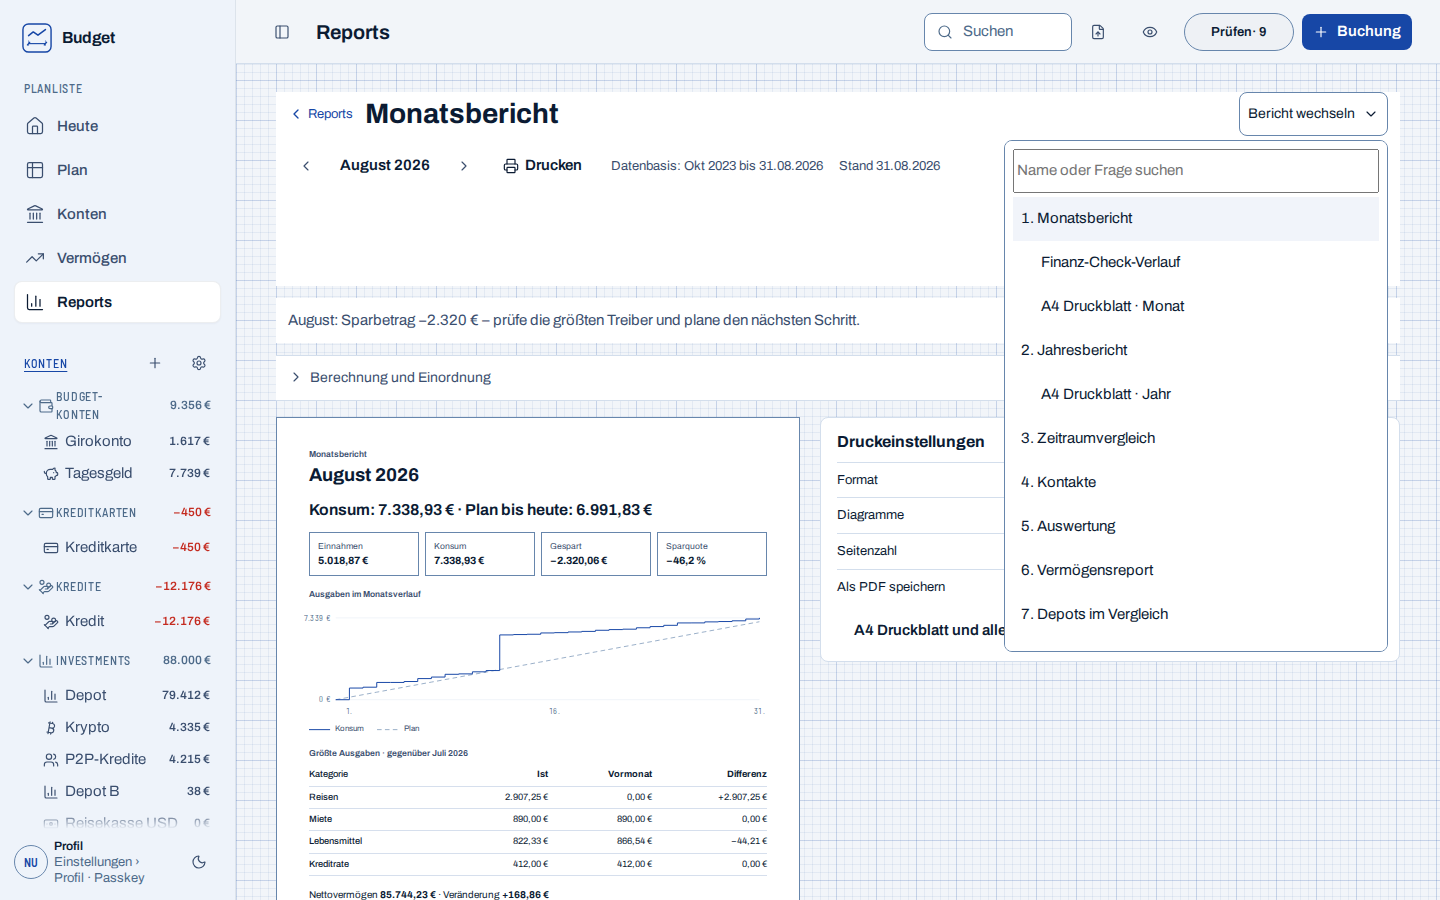 Budget
PLANLISTE
Heute
Plan
Konten
Vermögen
Reports
KONTEN
BUDGET-
KONTEN
9.356 €
Girokonto 1.617 €
Tagesgeld 7.739 €
KREDITKARTEN −450 €
Kreditkarte −450 €
KREDITE −12.176 €
Kredit −12.176 €
INVESTMENTS 88.000 €
Depot 79.412 €
Krypto 4.335 €
P2P-Kredite 4.215 €
Depot B 38 €
Reisekasse USD 0 €
NU
Profil
Einstellungen ›
Profil · Passkey
Reports
Suchen
Prüfen · 9
Buchung
Reports
Monatsbericht
Bericht wechseln
August 2026
Drucken
Datenbasis: Okt 2023 bis 31.08.2026 Stand 31.08.2026
Name oder Frage suchen
1. Monatsbericht
Finanz-Check-Verlauf
A4 Druckblatt · Monat
2. Jahresbericht
A4 Druckblatt · Jahr
3. Zeitraumvergleich
4. Kontakte
5. Auswertung
6. Vermögensreport
7. Depots im Vergleich
August: Sparbetrag −2.320 € – prüfe die größten Treiber und plane den nächsten Schritt.
Berechnung und Einordnung
Monatsbericht
August 2026
Konsum: 7.338,93 € · Plan bis heute: 6.991,83 €
Einnahmen
5.018,87 €
Konsum
7.338,93 €
Gespart
−2.320,06 €
Sparquote
−46,2 %
Ausgaben im Monatsverlauf
7.339 €
0 €
1. 16. 31.
Konsum Plan
Größte Ausgaben · gegenüber Juli 2026
Kategorie Ist Vormonat Differenz
Reisen 2.907,25 € 0,00 € +2.907,25 €
Miete 890,00 € 890,00 € 0,00 €
Lebensmittel 822,33 € 866,54 € −44,21 €
Kreditrate 412,00 € 412,00 € 0,00 €
Nettovermögen 85.744,23 € · Veränderung +168,86 €
Druckeinstellungen
Format
Diagramme
Seitenzahl
Als PDF speichern
A4 Druckblatt und alle